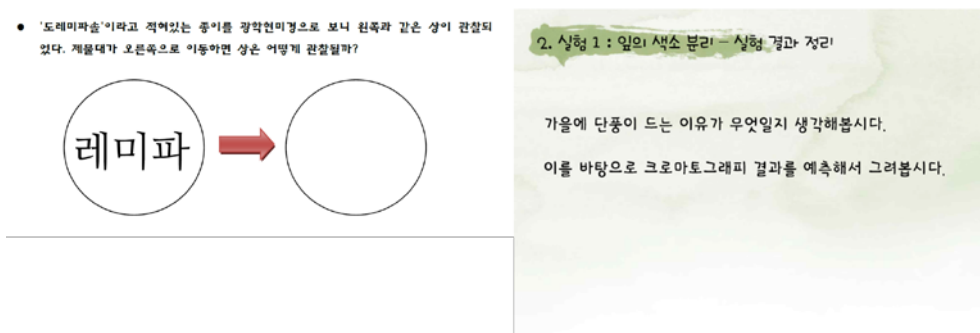 ● '도레미파솔'이라고 적혀있는 종이를 광학현미경으로 보니 왼쪽과 같은 상이 관찰되
었다. 제물대가 오른쪽으로 이동하면 상은 어떻게 관찰될까?
레미파
2. 실험 1 : 잎의 색소 분리 – 실험 결과 정리
가을에 단풍이 드는 이유가 무엇일지 생각해봅시다.
이를 바탕으로 크로마토그래피 결과를 예측해서 그려봅시다.